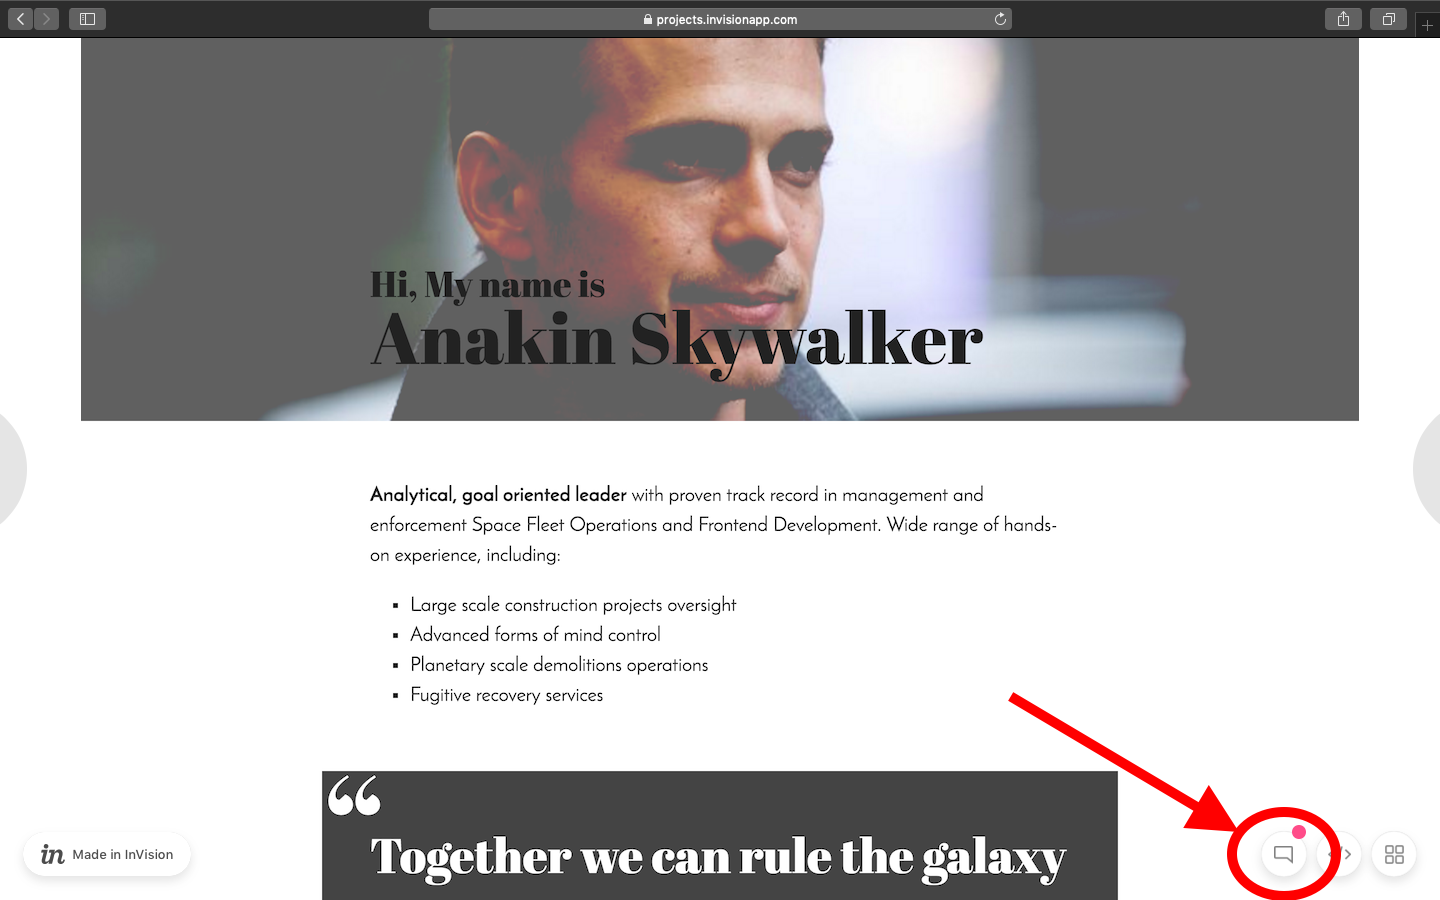 projects.invisionapp.com
Hi, My name is
Anakin Skywalker
Analytical, goal oriented leader with proven track record in management and
enforcement Space Fleet Operations and Frontend Development. Wide range of hands-
on experience, including:
▪ Large scale construction projects oversight
▪ Advanced forms of mind control
▪ Planetary scale demolitions operations
▪ Fugitive recovery services
“
Together we can rule the galaxy
in Made in InVision